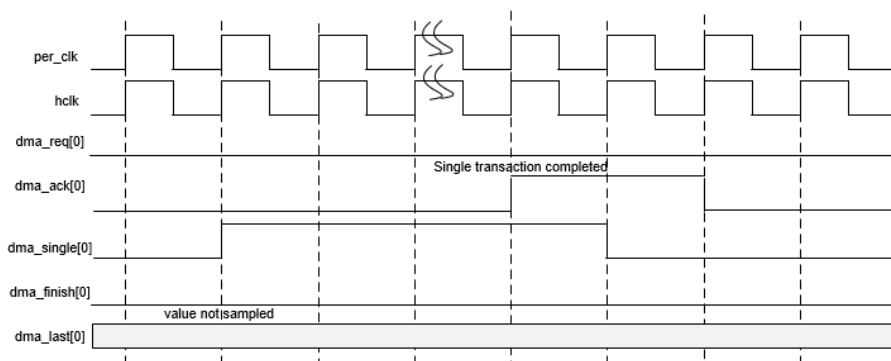 per_clk
hclk
dma_req[0]
Single transaction completed
dma_ack[0]
dma_single[0]
dma_finish[0]
value not sampled
dma_last[0]